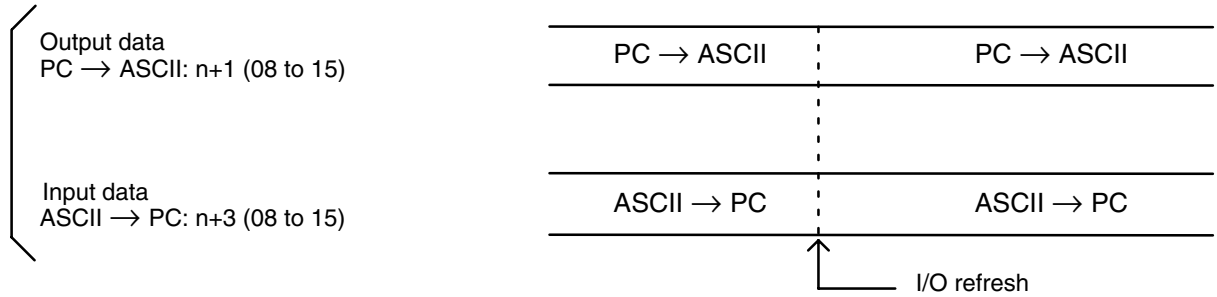 Output data
PC → ASCII: n+1 (08 to 15)
PC → ASCII
PC → ASCII
Input data
ASCII → PC: n+3 (08 to 15)
ASCII → PC
ASCII → PC
I/O refresh